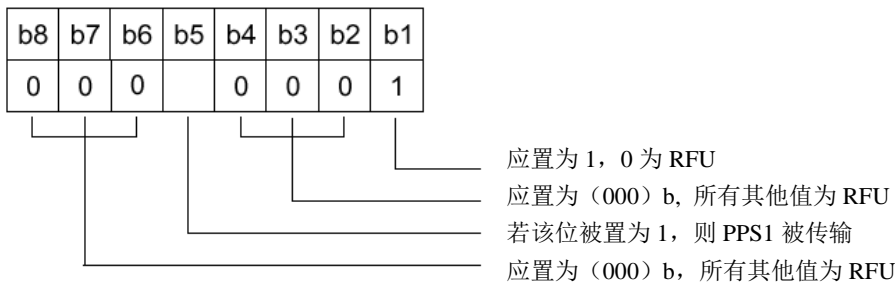 b8 b7 b6 b5 b4 b3 b2 b1
0 0 0 0 0 0 1
应置为 1，0 为 RFU
应置为（000）b, 所有其他值为 RFU
若该位被置为 1，则 PPS1 被传输
应置为（000）b，所有其他值为 RFU